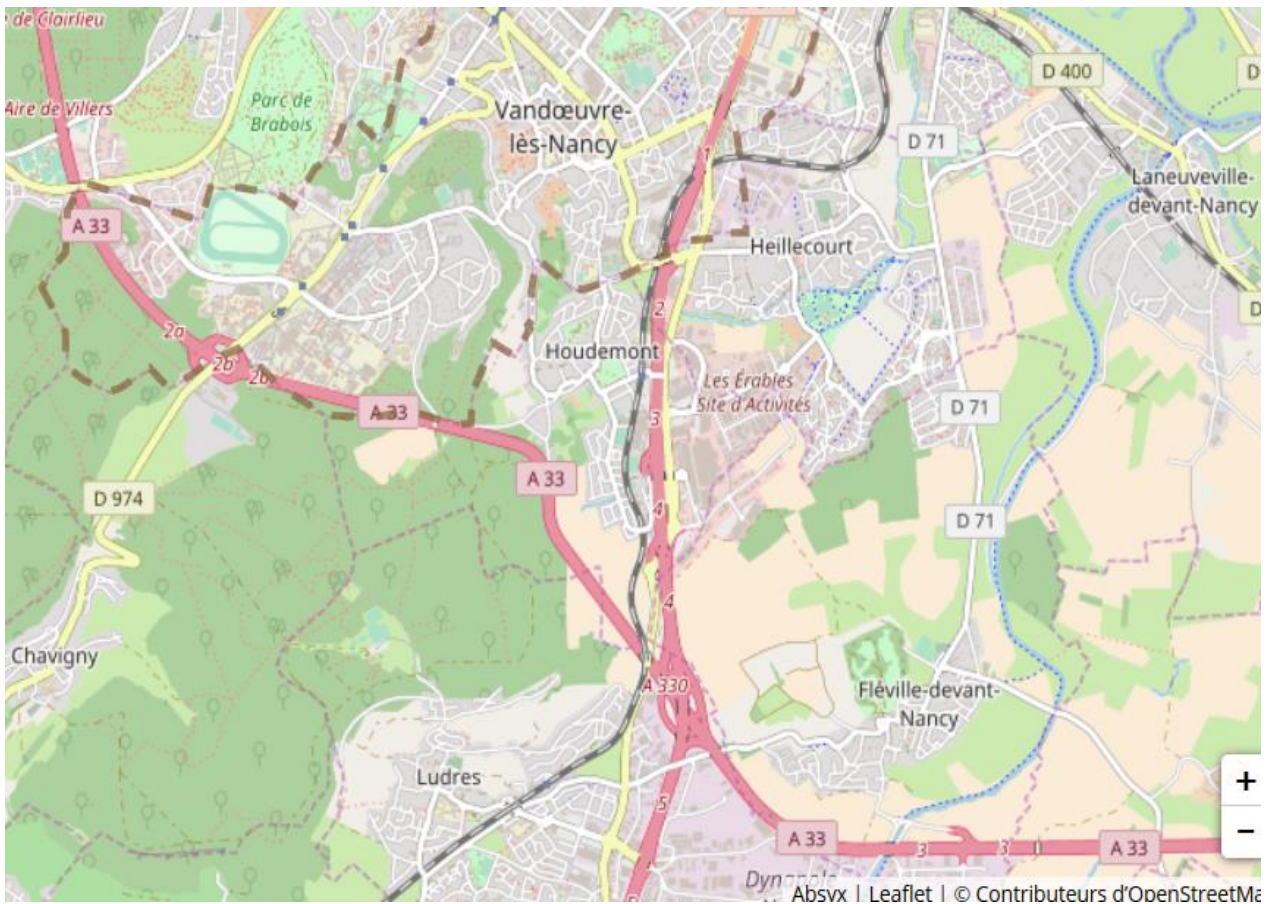 e de Clairlieu
Aire de Villers
Parc de
Brabois
Vandœuvre-
lès-Nancy
D 400
D
D 71
1
Laneuveville-
devant-Nancy
A 33
Heillecourt
2
D
2a
2b
2b
Houdemont
Les Érables
Site d'Activités
A 33
3
D 71
A 33
D 974
4
D 71
4
Chavigny
A 330
Fléville-devant-
Nancy
Ludres
5
+
−
A 33
3
3
A 33
Dynapole
Absyx | Leaflet | © Contributeurs d'OpenStreetMa